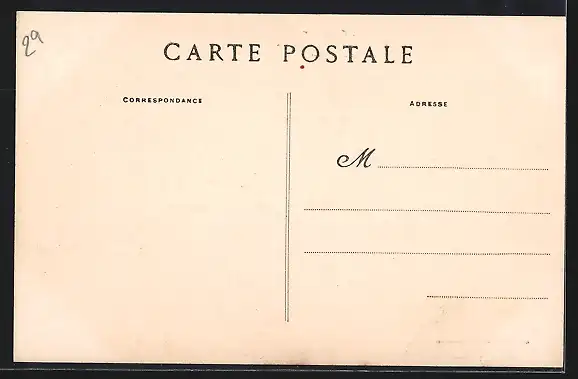 29
CARTE POSTALE
CORRESPONDANCE
ADRESSE
M